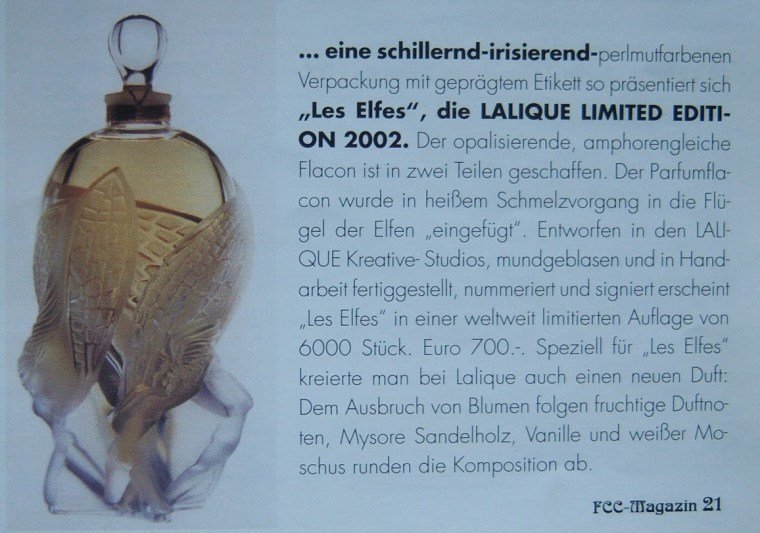 ... eine schillernd-irisierend-perlmutfarbenen
Verpackung mit geprägtem Etikett so präsentiert sich
„Les Elfes“, die LALIQUE LIMITED EDITI-
ON 2002. Der opalisierende, amphorengleiche
Flacon ist in zwei Teilen geschaffen. Der Parfumfla-
con wurde in heißem Schmelzvorgang in die Flü-
gel der Elfen „eingefügt“. Entworfen in den LALI-
QUE Kreative- Studios, mundgeblasen und in Hand-
arbeit fertiggestellt, nummeriert und signiert erscheint
„Les Elfes“ in einer weltweit limitierten Auflage von
6000 Stück. Euro 700.-. Speziell für „Les Elfes“
kreierte man bei Lalique auch einen neuen Duft:
Dem Ausbruch von Blumen folgen fruchtige Duftno-
ten, Mysore Sandelholz, Vanille und weißer Mo-
schus runden die Komposition ab.
FCC-Magazin 21